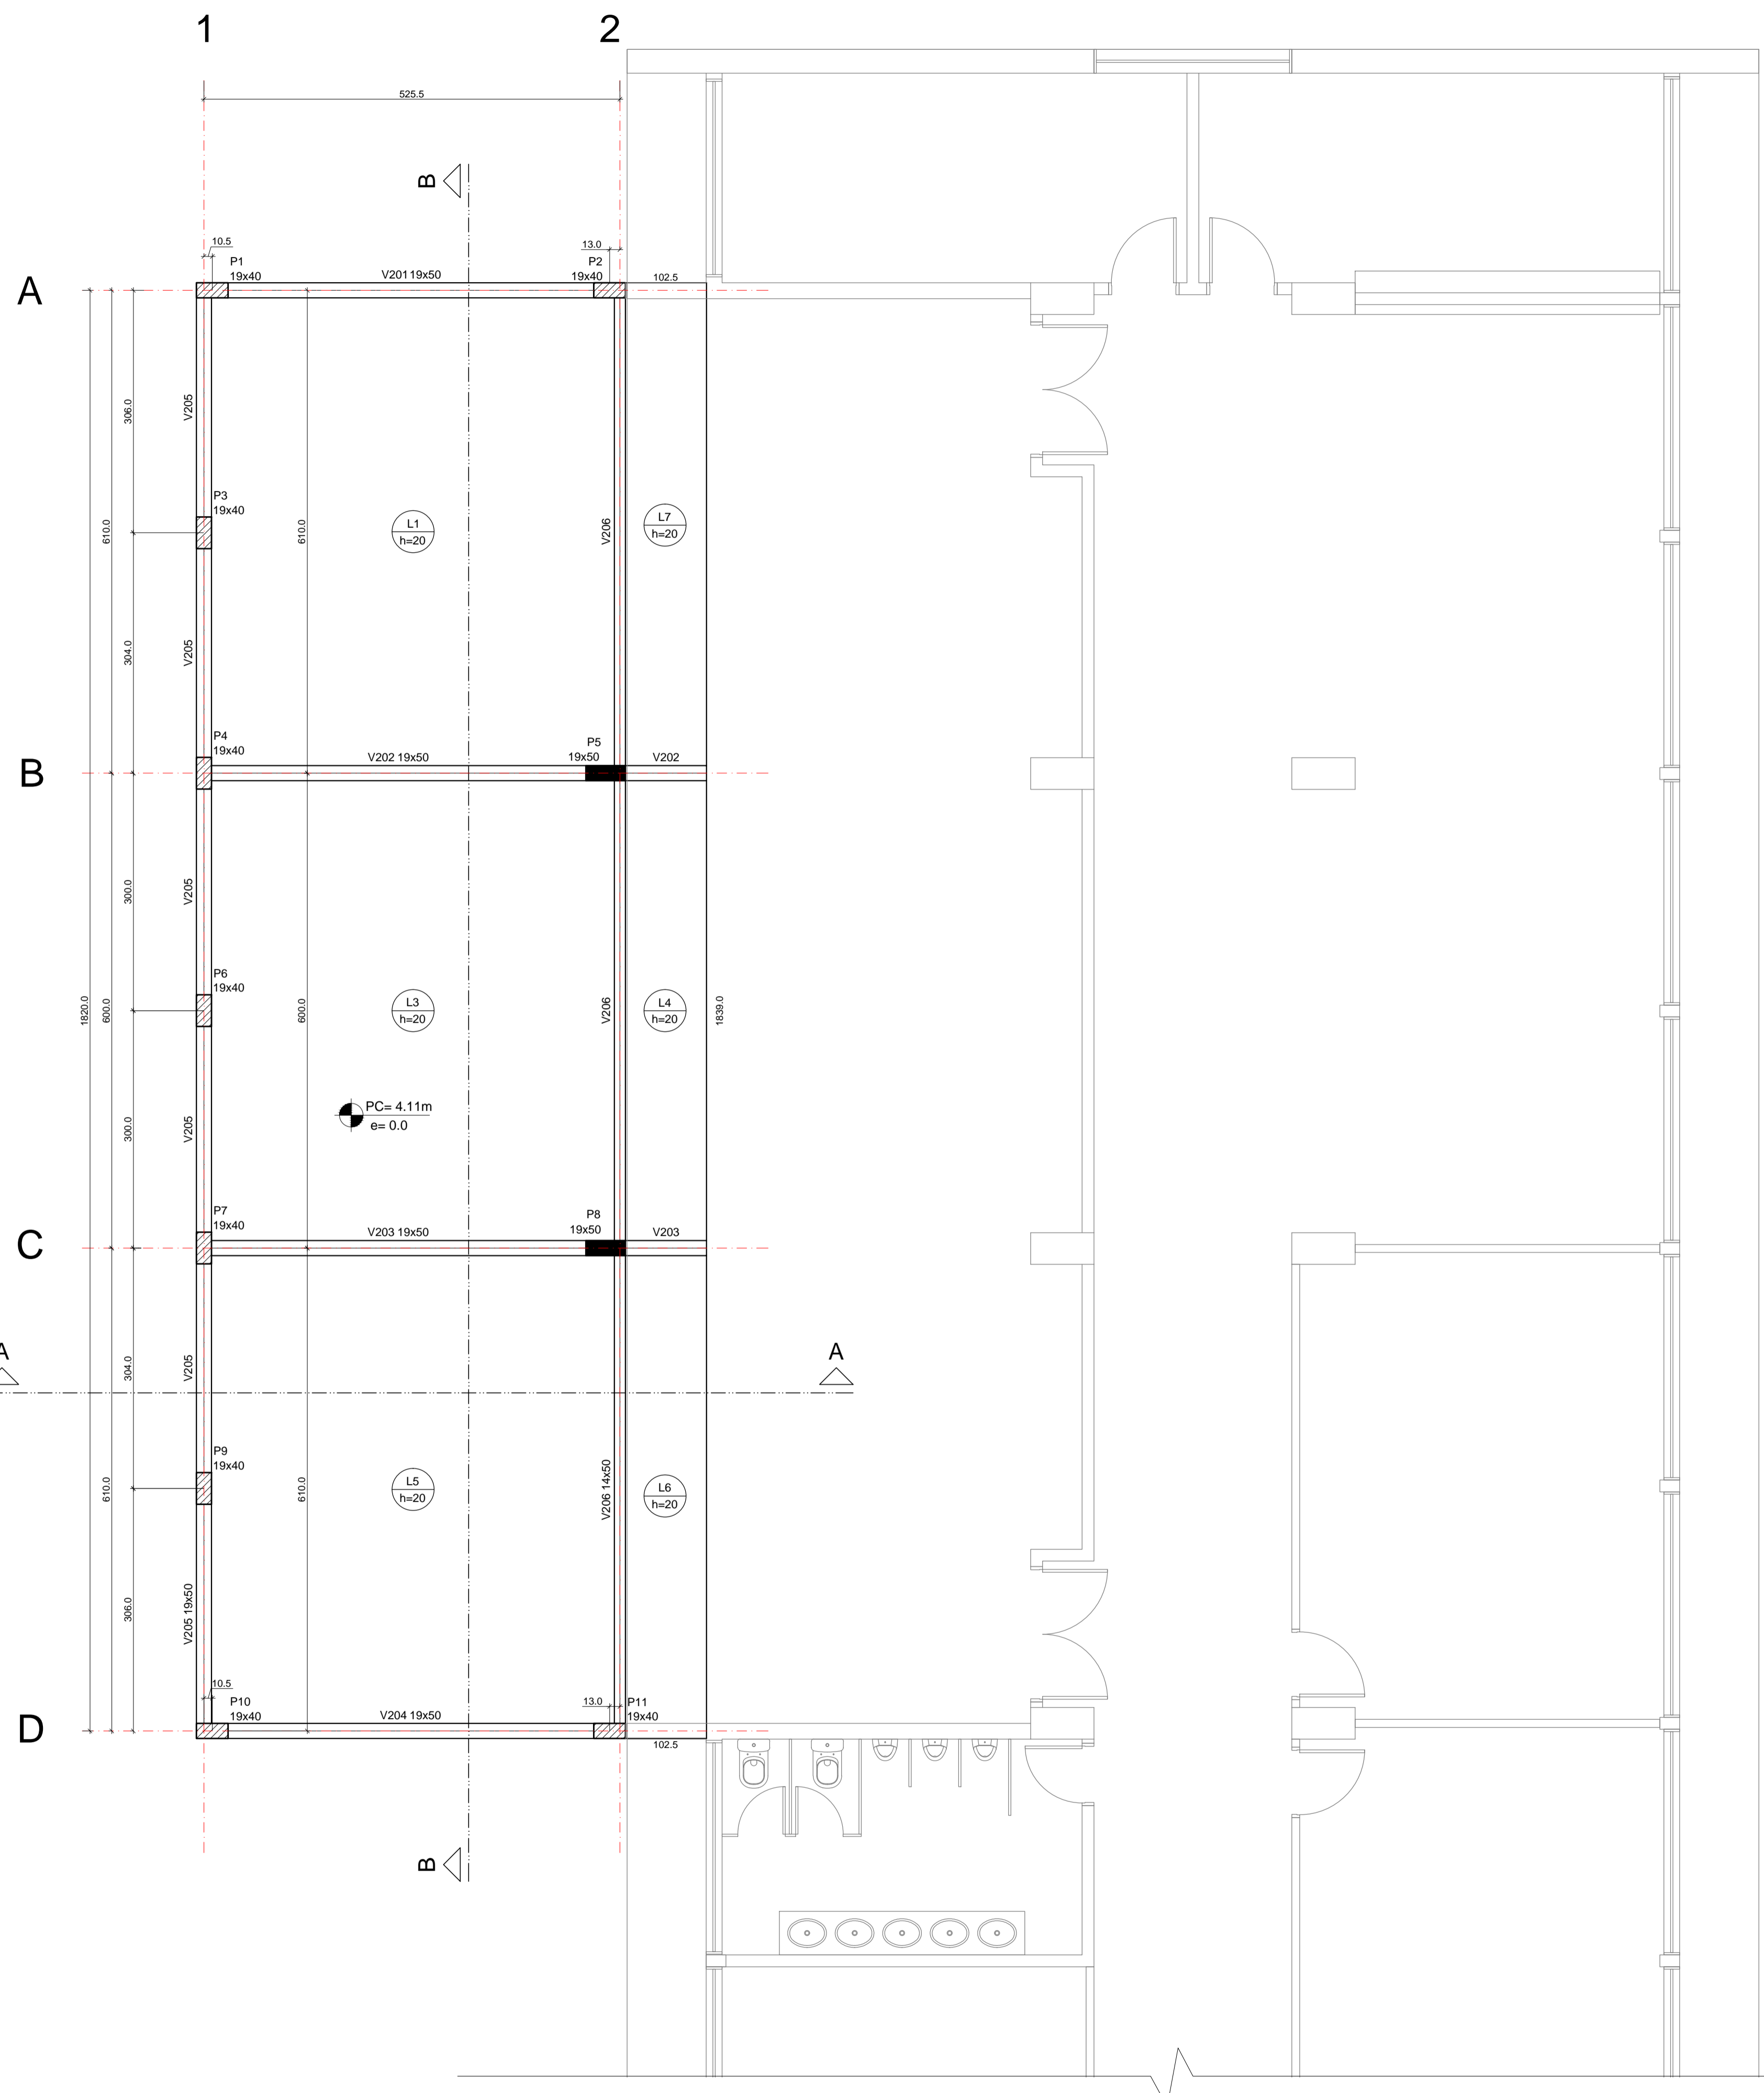 1
2
525.5
B
10.5
13.0
P1
P2
19x40
V201 19x50
19x40
102.5
A
306.0
V205
P3
19x40
L1
h=20
V206
L7
h=20
610.0
610.0
304.0
V205
P4
19x40
V202 19x50
P5
19x50
V202
B
300.0
V205
P6
19x40
L3
h=20
V206
L4
h=20
1820.0
600.0
600.0
1839.0
PC= 4.11m
e= 0.0
300.0
V205
P7
19x40
V203 19x50
P8
19x50
V203
C
A
304.0
V205
A
P9
19x40
L5
h=20
V206 14x50
L6
h=20
610.0
610.0
306.0
V205 19x50
10.5
13.0
P10
P11
19x40
V204 19x50
19x40
102.5
D
B